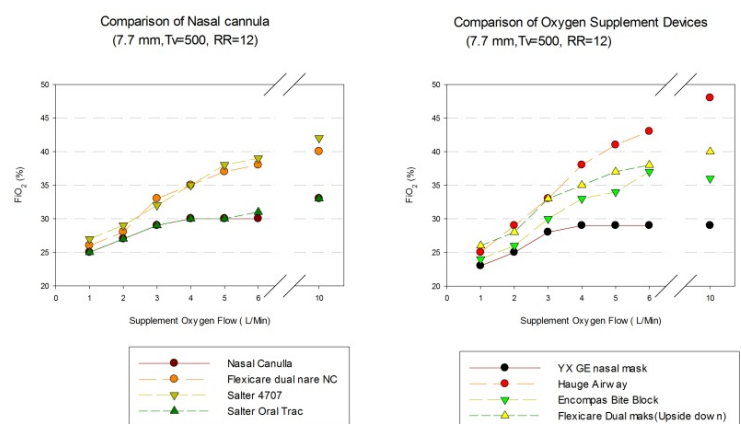 Comparison of Nasal cannula
(7.7 mm,Tv=500, RR=12)
50
45
40
35
30
25
20
FiO2 (%)
0 1 2 3 4 5 6 10
Supplement Oxygen Flow ( L/Min)
Nasal Canulla
Flexicare dual nare NC
Salter 4707
Salter Oral Trac
Comparison of Oxygen Supplement Devices
(7.7 mm,Tv=500, RR=12)
50
45
40
35
30
25
20
FiO2 (%)
0 1 2 3 4 5 6 10
Supplement Oxygen Flow ( L/Min)
YX GE nasal mask
Hauge Airway
Encompas Bite Block
Flexicare Dual maks(Upside down)